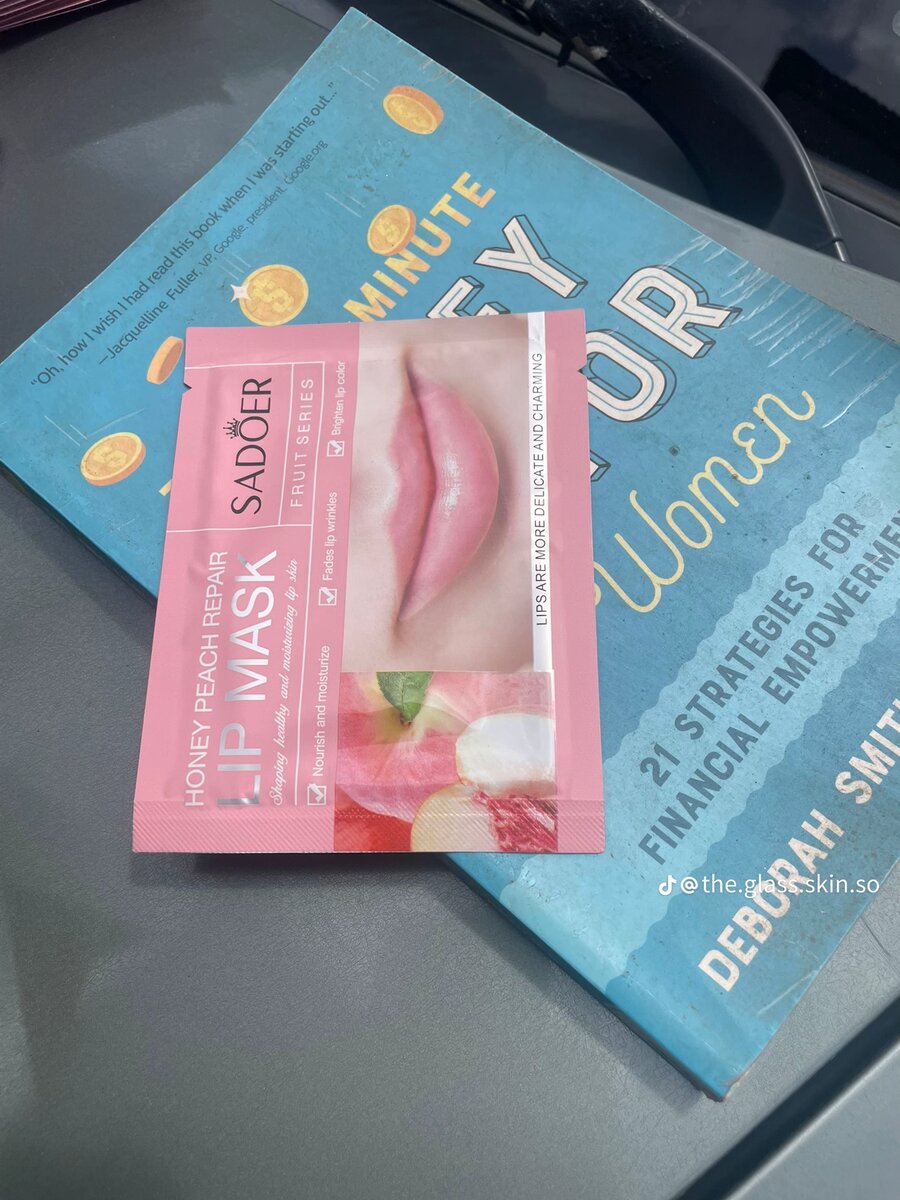 "Oh, how I wish I had read this book when I was starting out..."
—Jacquelline Fuller, VP, Google, president, Google.org
MINUTE
EY
OR
Women
21 STRATEGIES FOR
FINANCIAL EMPOWERMEN
DEBORAH SMIT
SADOER
FRUIT SERIES
HONEY PEACH REPAIR
LIP MASK
Shaping healthy and moisturizing lip skin
Nourish and moisturize
Fades lip wrinkles
Brighten lip color
LIPS ARE MORE DELICATE AND CHARMING
@the.glass.skin.so